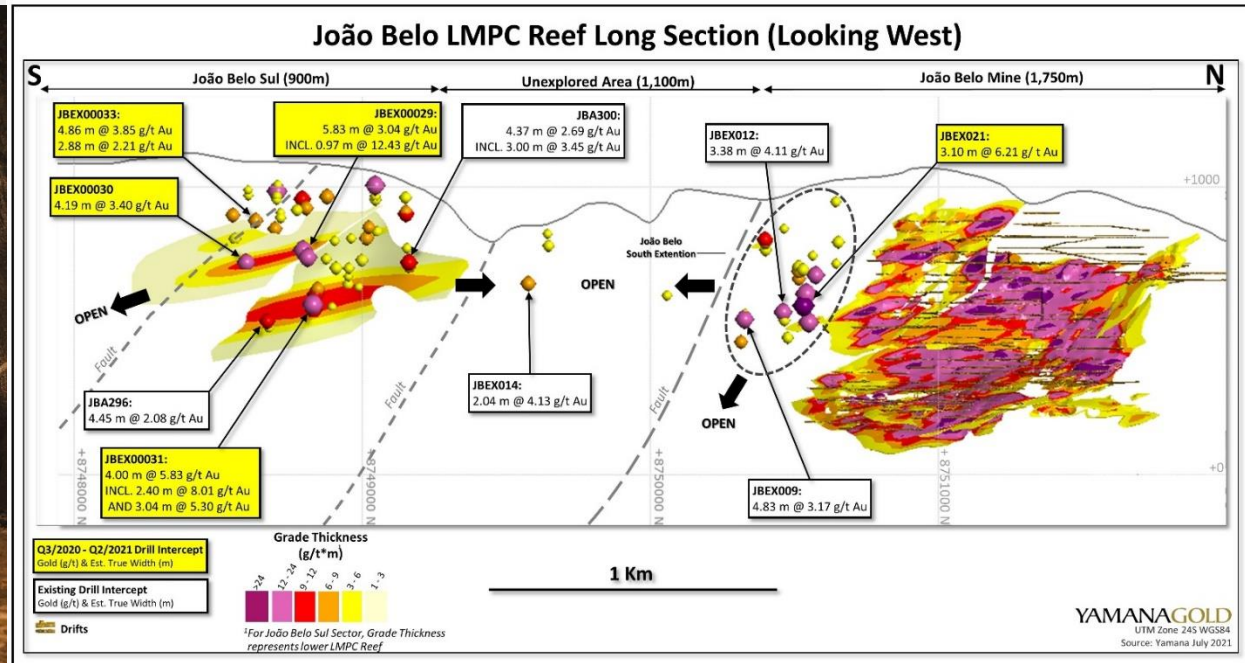 João Belo LMPC Reef Long Section (Looking West)
S
João Belo Sul (900m)
Unexplored Area (1,100m)
João Belo Mine (1,750m)
N
JBEX00033:
4.86 m @ 3.85 g/t Au
2.88 m @ 2.21 g/t Au
JBEX00029:
5.83 m @ 3.04 g/t Au
INCL. 0.97 m @ 12.43 g/t Au
JBA300:
4.37 m @ 2.69 g/t Au
INCL. 3.00 m @ 3.45 g/t Au
JBEX012:
3.38 m @ 4.11 g/t Au
JBEX021:
3.10 m @ 6.21 g/ t Au
JBEX00030
4.19 m @ 3.40 g/t Au
+1000
João Belo
South Extention
OPEN
OPEN
OPEN
Fault
Fault
Fault
JBA296:
4.45 m @ 2.08 g/t Au
JBEX014:
2.04 m @ 4.13 g/t Au
JBEX00031:
4.00 m @ 5.83 g/t Au
INCL. 2.40 m @ 8.01 g/t Au
AND 3.04 m @ 5.30 g/t Au
JBEX009:
4.83 m @ 3.17 g/t Au
+0
+8748000 N
+8749000 N
+8750000 N
+8751000 N
Q3/2020 - Q2/2021 Drill Intercept
Gold (g/t) & Est. True Width (m)
Existing Drill Intercept
Gold (g/t) & Est. True Width (m)
Drifts
Grade Thickness
(g/t*m)
>24
12 - 24
9 - 12
6 - 9
3 - 6
1 - 3
¹For João Belo Sul Sector, Grade Thickness
represents lower LMPC Reef
1 Km
YAMANAGOLD
UTM Zone 24S WGS84
Source: Yamana July 2021